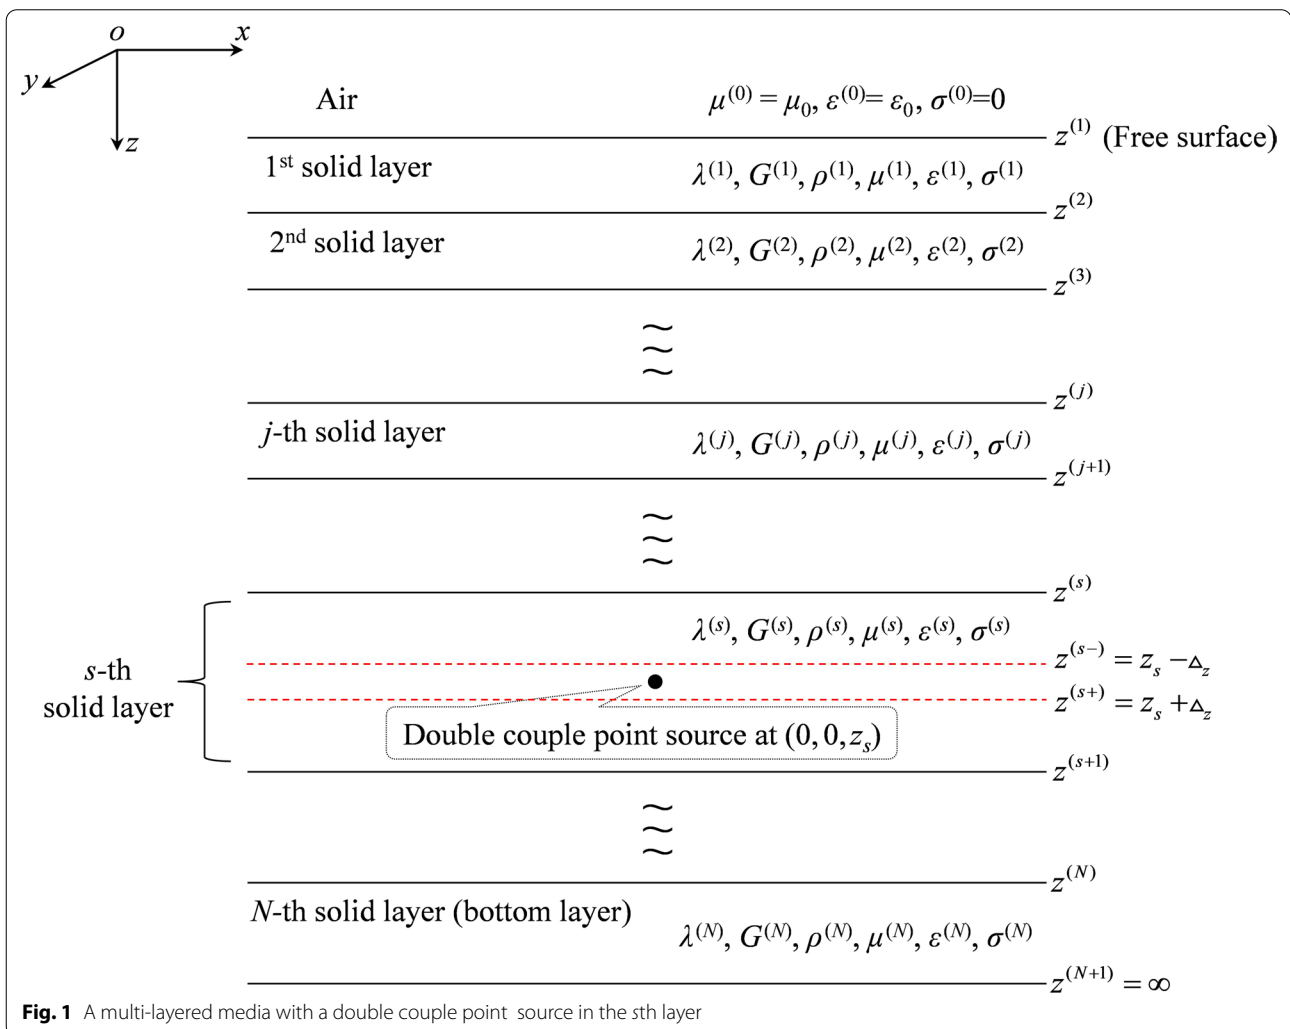 o
x
y
z
Air
μ⁽⁰⁾ = μ₀, ε⁽⁰⁾= ε₀, σ⁽⁰⁾=0
z⁽¹⁾ (Free surface)
1ˢᵗ solid layer
λ⁽¹⁾, G⁽¹⁾, ρ⁽¹⁾, μ⁽¹⁾, ε⁽¹⁾, σ⁽¹⁾
z⁽²⁾
2ⁿᵈ solid layer
λ⁽²⁾, G⁽²⁾, ρ⁽²⁾, μ⁽²⁾, ε⁽²⁾, σ⁽²⁾
z⁽³⁾
z⁽ʲ⁾
j-th solid layer
λ⁽ʲ⁾, G⁽ʲ⁾, ρ⁽ʲ⁾, μ⁽ʲ⁾, ε⁽ʲ⁾, σ⁽ʲ⁾
z⁽ʲ⁺¹⁾
z⁽ˢ⁾
λ⁽ˢ⁾, G⁽ˢ⁾, ρ⁽ˢ⁾, μ⁽ˢ⁾, ε⁽ˢ⁾, σ⁽ˢ⁾
z⁽ˢ⁻⁾ = zₛ −△_z
s-th
solid layer
z⁽ˢ⁺⁾ = zₛ +△_z
Double couple point source at (0, 0, zₛ)
z⁽ˢ⁺¹⁾
z⁽ᴺ⁾
N-th solid layer (bottom layer)
λ⁽ᴺ⁾, G⁽ᴺ⁾, ρ⁽ᴺ⁾, μ⁽ᴺ⁾, ε⁽ᴺ⁾, σ⁽ᴺ⁾
z⁽ᴺ⁺¹⁾ = ∞
Fig. 1 A multi-layered media with a double couple point source in the sth layer